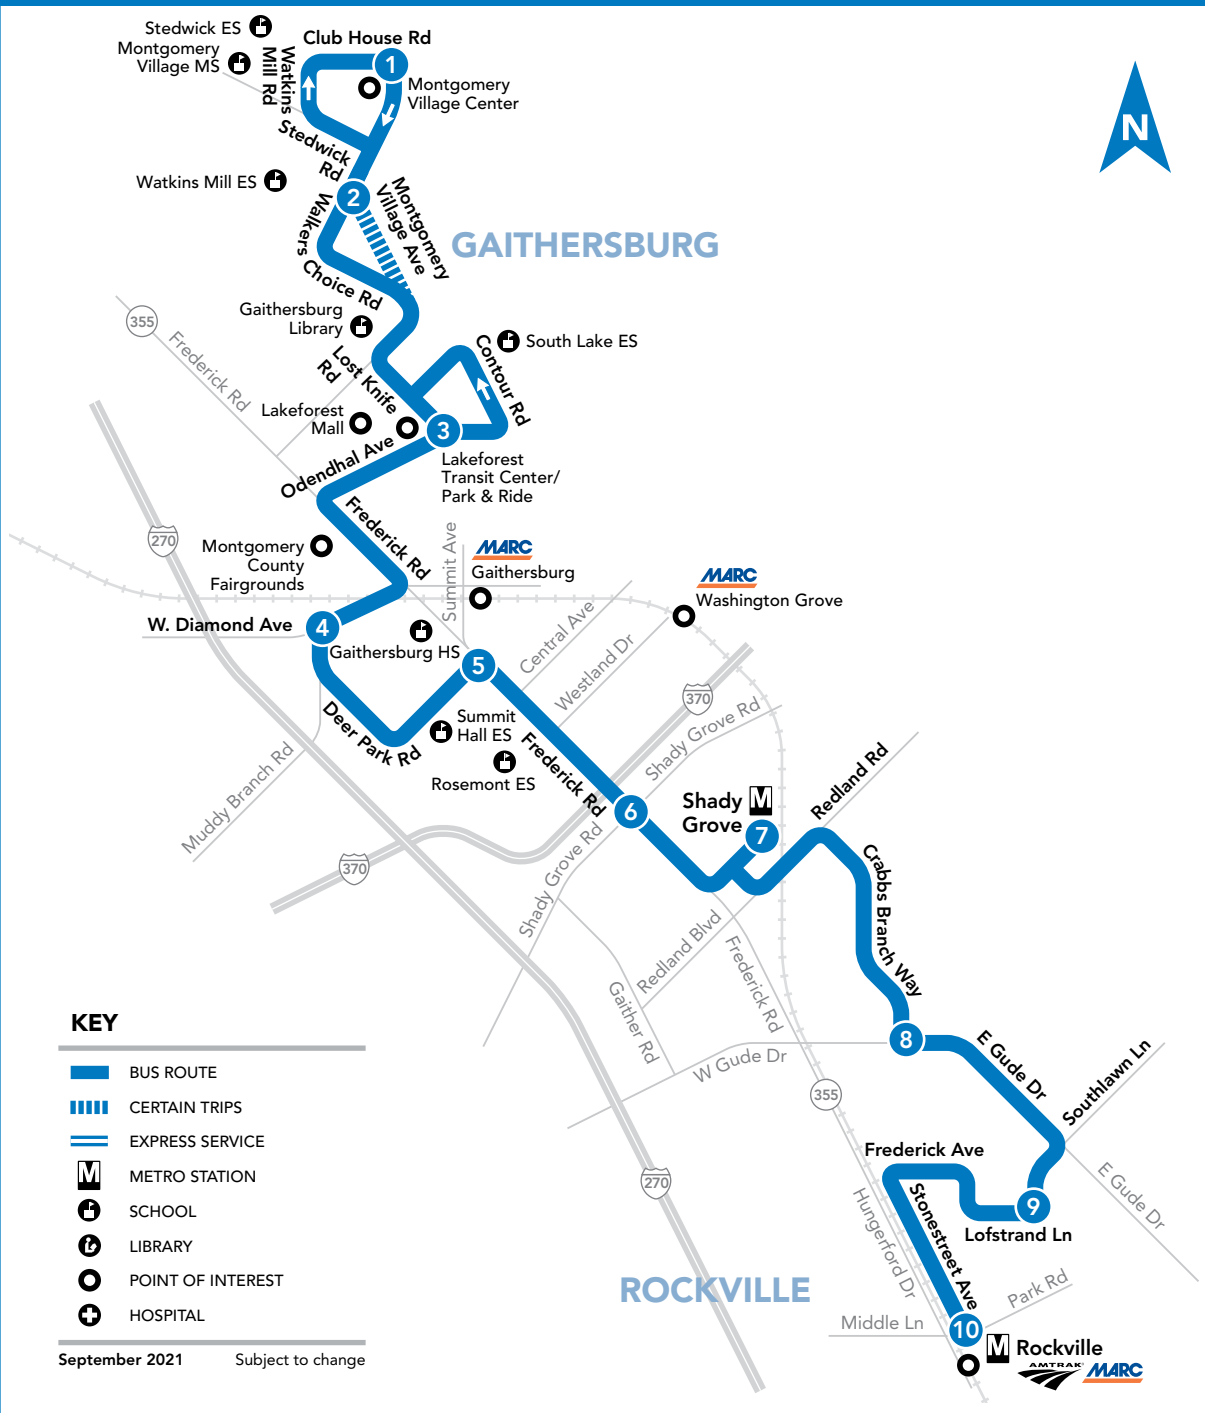 Stedwick ES
Montgomery
Village MS
Watkins
Mill Rd
Club House Rd
1
Montgomery
Village Center
N
Stedwick
Rd
Watkins Mill ES
2
Montgomery
Village Ave
Walkers
Choice Rd
GAITHERSBURG
Gaithersburg
Library
355
Frederick Rd
Lost Knife
Rd
Contour Rd
South Lake ES
Lakeforest
Mall
3
Odendhal Ave
Lakeforest
Transit Center/
Park & Ride
270
Frederick Rd
Summit Ave
MARC
Gaithersburg
Montgomery
County
Fairgrounds
MARC
Washington Grove
W. Diamond Ave
4
Gaithersburg HS
5
Central Ave
Westland Dr
370
Shady Grove Rd
Deer Park Rd
Summit
Hall ES
Rosemont ES
Frederick Rd
Muddy Branch Rd
370
6
Shady
Grove
M
7
Redland Rd
Shady Grove Rd
Crabbs Branch Way
Redland Blvd
Frederick Rd
Gaither Rd
W Gude Dr
8
E Gude Dr
Southlawn Ln
355
KEY
BUS ROUTE
CERTAIN TRIPS
EXPRESS SERVICE
M
METRO STATION
SCHOOL
LIBRARY
POINT OF INTEREST
HOSPITAL
September 2021
Subject to change
Frederick Ave
E Gude Dr
270
9
Lofstrand Ln
Hungerford Dr
Stonestreet Ave
ROCKVILLE
Park Rd
Middle Ln
10
M
Rockville
AMTRAK
MARC